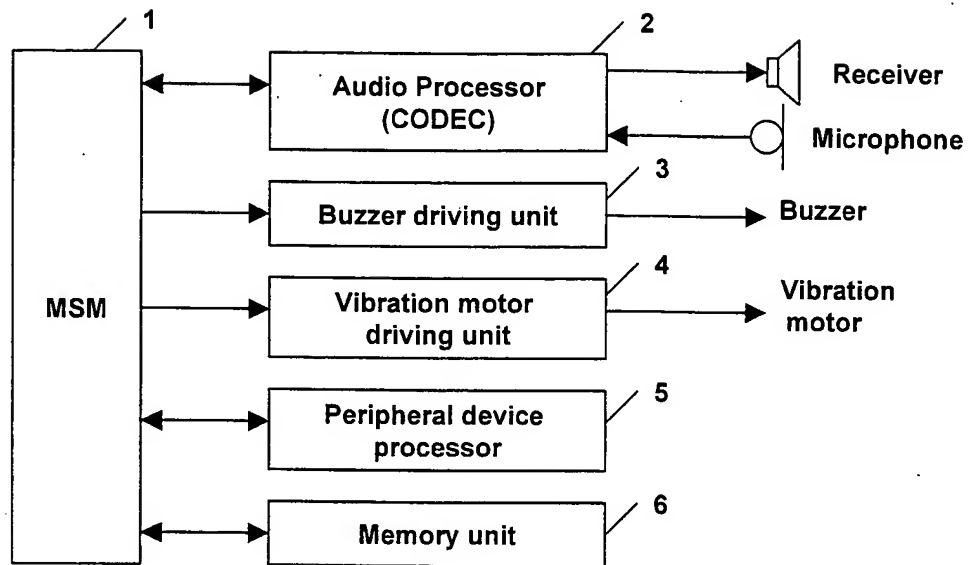 1
2
Audio Processor
(CODEC)
Receiver
Microphone
3
Buzzer driving unit
Buzzer
4
MSM
Vibration motor
driving unit
Vibration
motor
5
Peripheral device
processor
6
Memory unit